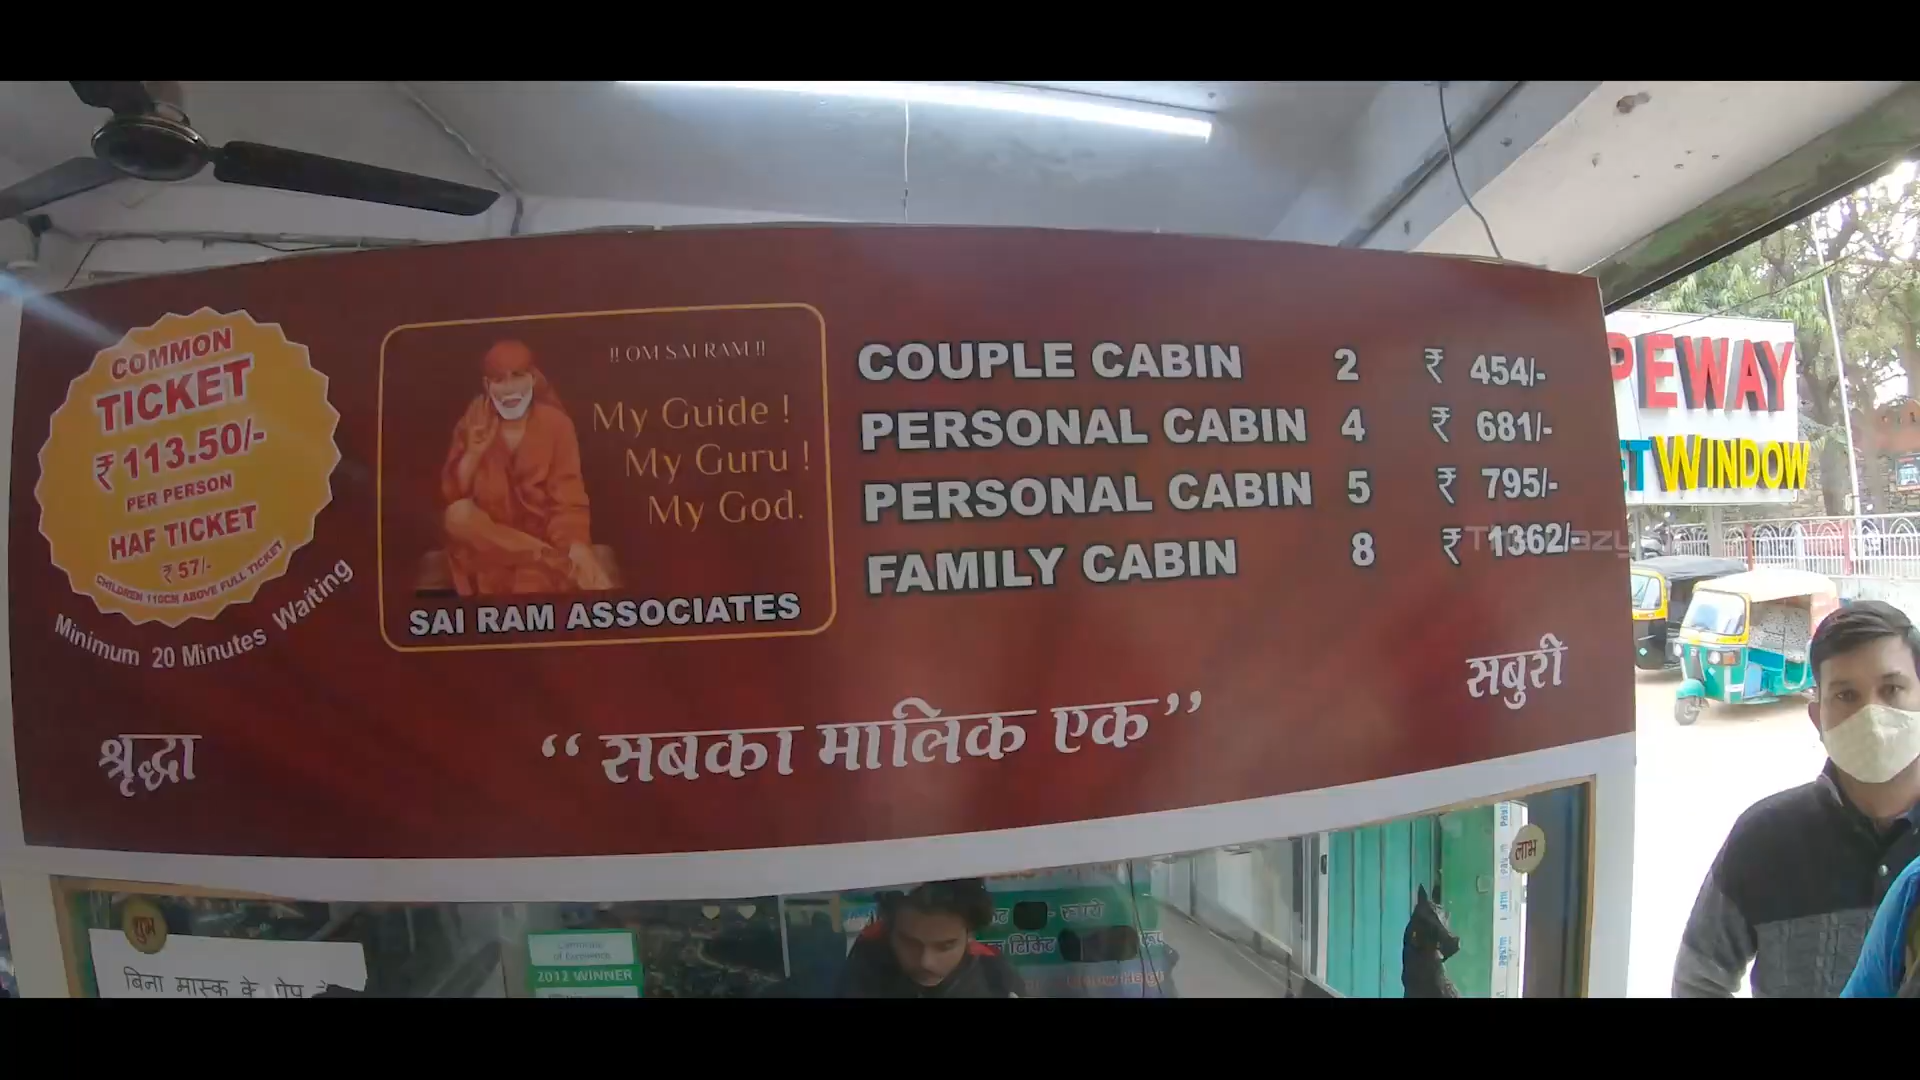 COMMON
TICKET
₹ 113.50/-
PER PERSON
HAF TICKET
₹ 57/-
CHILDREN 110CM ABOVE FULL TICKET
Minimum 20 Minutes Waiting
!! OM SAI RAM !!
My Guide !
My Guru !
My God.
SAI RAM ASSOCIATES
COUPLE CABIN 2 ₹ 454/-
PERSONAL CABIN 4 ₹ 681/-
PERSONAL CABIN 5 ₹ 795/-
FAMILY CABIN 8 ₹ 1362/-
श्रृद्धा
“सबका मालिक एक”
सबुरी
PEWAY
WINDOW
शुभ
लाभ
बिना मास्क के
2012 WINNER
टिकिट